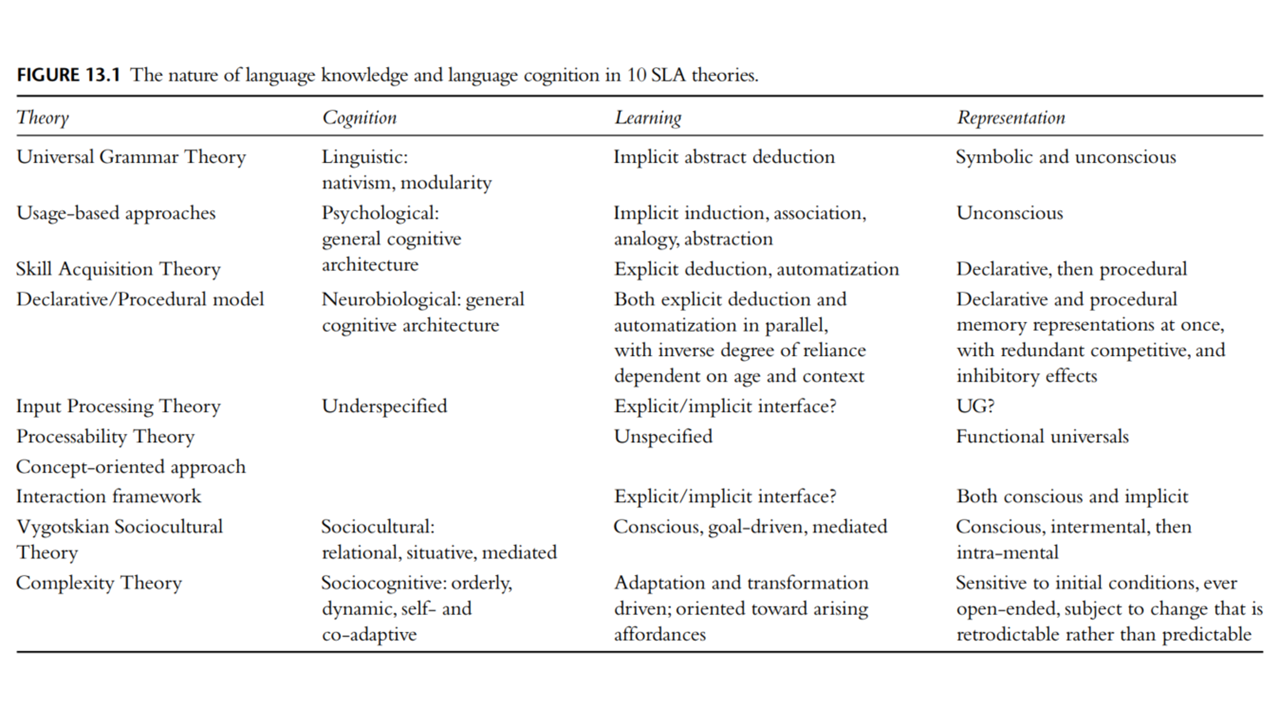 FIGURE 13.1 The nature of language knowledge and language cognition in 10 SLA theories.
Theory Cognition Learning Representation
Universal Grammar Theory Linguistic: Implicit abstract deduction Symbolic and unconscious
nativism, modularity
Usage-based approaches Psychological: Implicit induction, association, Unconscious
general cognitive analogy, abstraction
Skill Acquisition Theory architecture Explicit deduction, automatization Declarative, then procedural
Declarative/Procedural model Neurobiological: general Both explicit deduction and Declarative and procedural
cognitive architecture automatization in parallel, memory representations at once,
with inverse degree of reliance with redundant competitive, and
dependent on age and context inhibitory effects
Input Processing Theory Underspecified Explicit/implicit interface? UG?
Processability Theory Unspecified Functional universals
Concept-oriented approach
Interaction framework Explicit/implicit interface? Both conscious and implicit
Vygotskian Sociocultural Sociocultural: Conscious, goal-driven, mediated Conscious, intermental, then
Theory relational, situative, mediated intra-mental
Complexity Theory Sociocognitive: orderly, Adaptation and transformation Sensitive to initial conditions, ever
dynamic, self- and driven; oriented toward arising open-ended, subject to change that is
co-adaptive affordances retrodictable rather than predictable